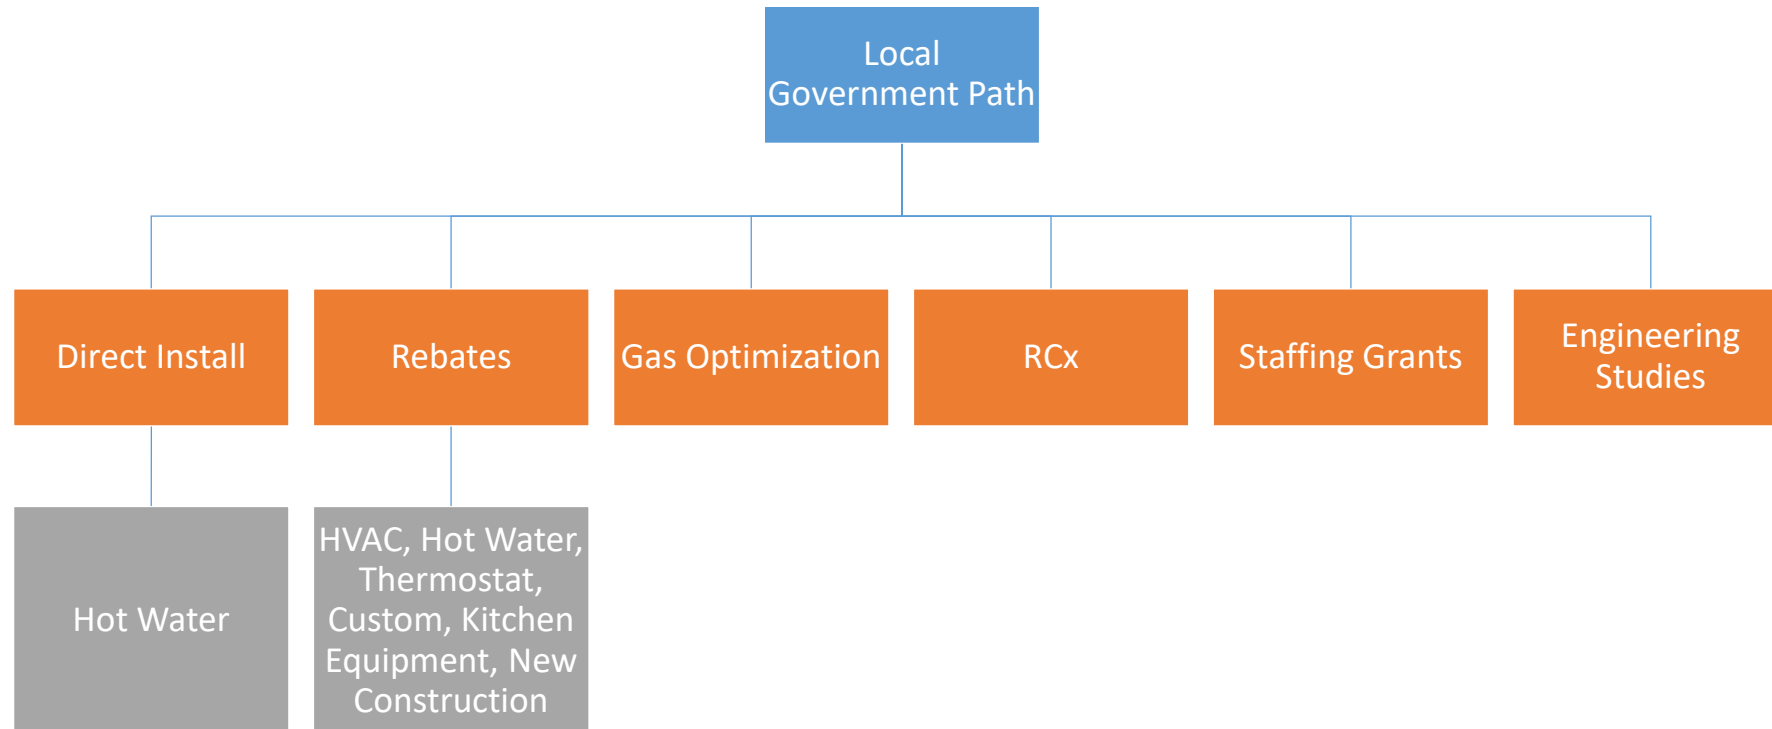 Local
Government Path
Direct Install
Rebates
Gas Optimization
RCx
Staffing Grants
Engineering
Studies
Hot Water
HVAC, Hot Water,
Thermostat,
Custom, Kitchen
Equipment, New
Construction